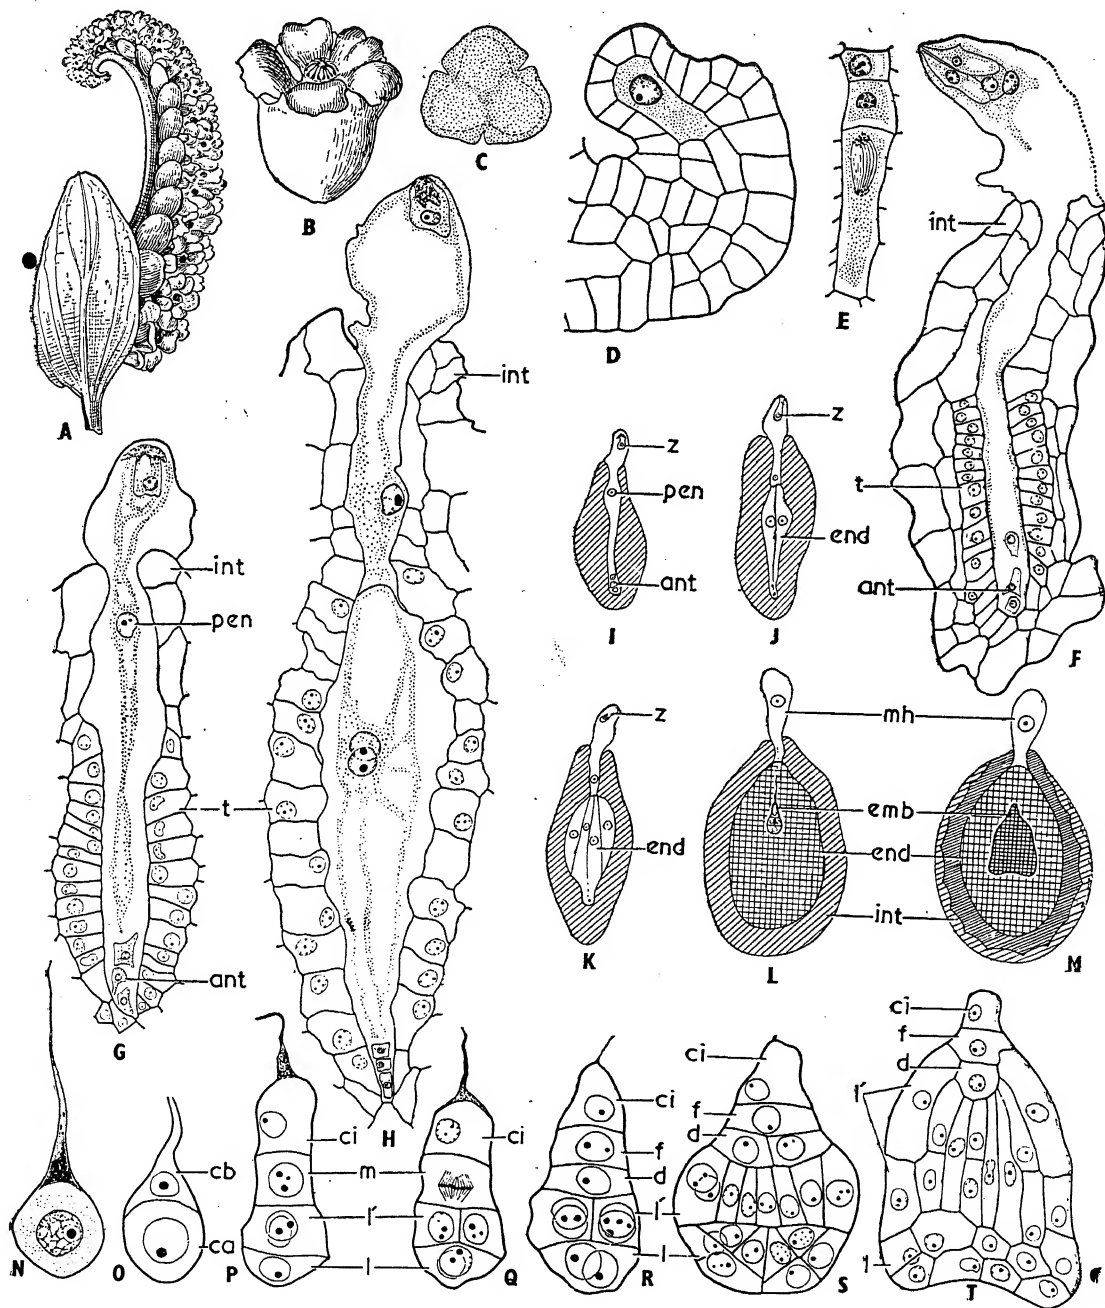 A
B
C
D
E
int
F
t
ant
int
G
int
pen
t
ant
H
z
pen
ant
I
z
end
J
z
end
K
mh
emb
end
int
L
M
N
cb
ca
O
ci
m
l'
l
P
ci
Q
ci
f
d
l'
l
R
ci
f
d
S
ci
f
d
l'
l
T